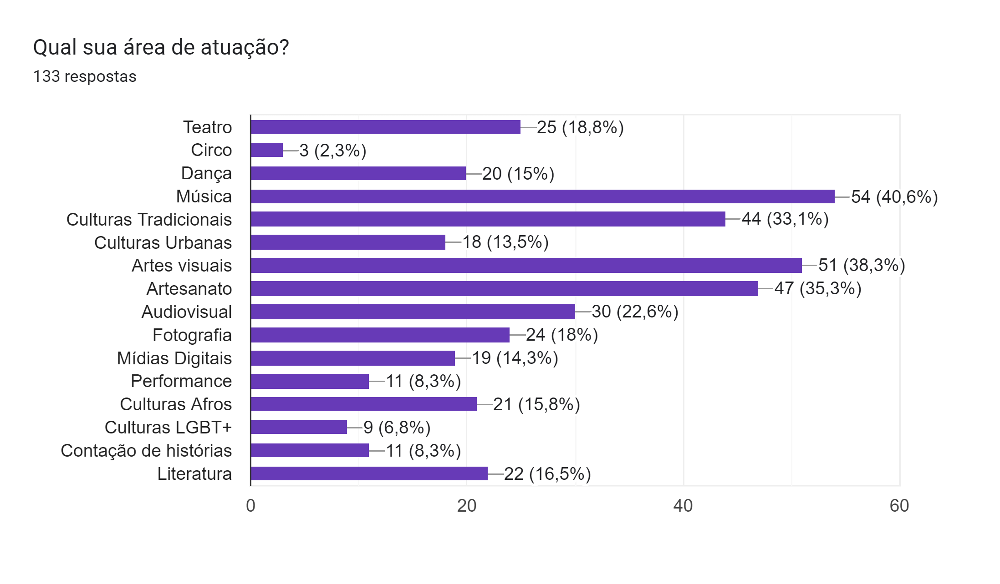 Qual sua área de atuação?
133 respostas
Teatro 25 (18,8%)
Circo 3 (2,3%)
Dança 20 (15%)
Música 54 (40,6%)
Culturas Tradicionais 44 (33,1%)
Culturas Urbanas 18 (13,5%)
Artes visuais 51 (38,3%)
Artesanato 47 (35,3%)
Audiovisual 30 (22,6%)
Fotografia 24 (18%)
Mídias Digitais 19 (14,3%)
Performance 11 (8,3%)
Culturas Afros 21 (15,8%)
Culturas LGBT+ 9 (6,8%)
Contação de histórias 11 (8,3%)
Literatura 22 (16,5%)
0 20 40 60